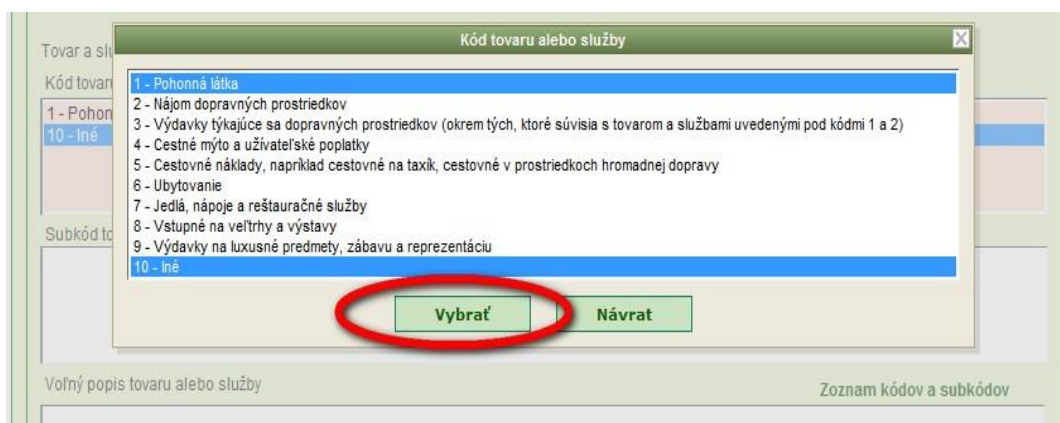 Kód tovaru alebo služby
Tovar a slu
Kód tovaru
1 - Pohonná látka
2 - Nájom dopravných prostriedkov
3 - Výdavky týkajúce sa dopravných prostriedkov (okrem tých, ktoré súvisia s tovarom a službami uvedenými pod kódmi 1 a 2)
4 - Cestné mýto a užívateľské poplatky
5 - Cestovné náklady, napríklad cestovné na taxík, cestovné v prostriedkoch hromadnej dopravy
6 - Ubytovanie
7 - Jedlá, nápoje a reštauračné služby
8 - Vstupné na veľtrhy a výstavy
9 - Výdavky na luxusné predmety, zábavu a reprezentáciu
10 - Iné
1 - Pohon
10 - Iné
Subkód to
Vybrať Návrat
Voľný popis tovaru alebo služby Zoznam kódov a subkódov